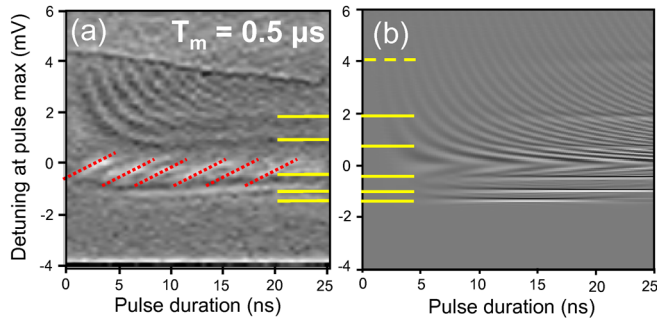 (a) T_m = 0.5 μs (b)
Detuning at pulse max (mV)
6 4 2 0 -2 -4
6 4 2 0 -2 -4
0 5 10 15 20 25
0 5 10 15 20 25
Pulse duration (ns) Pulse duration (ns)